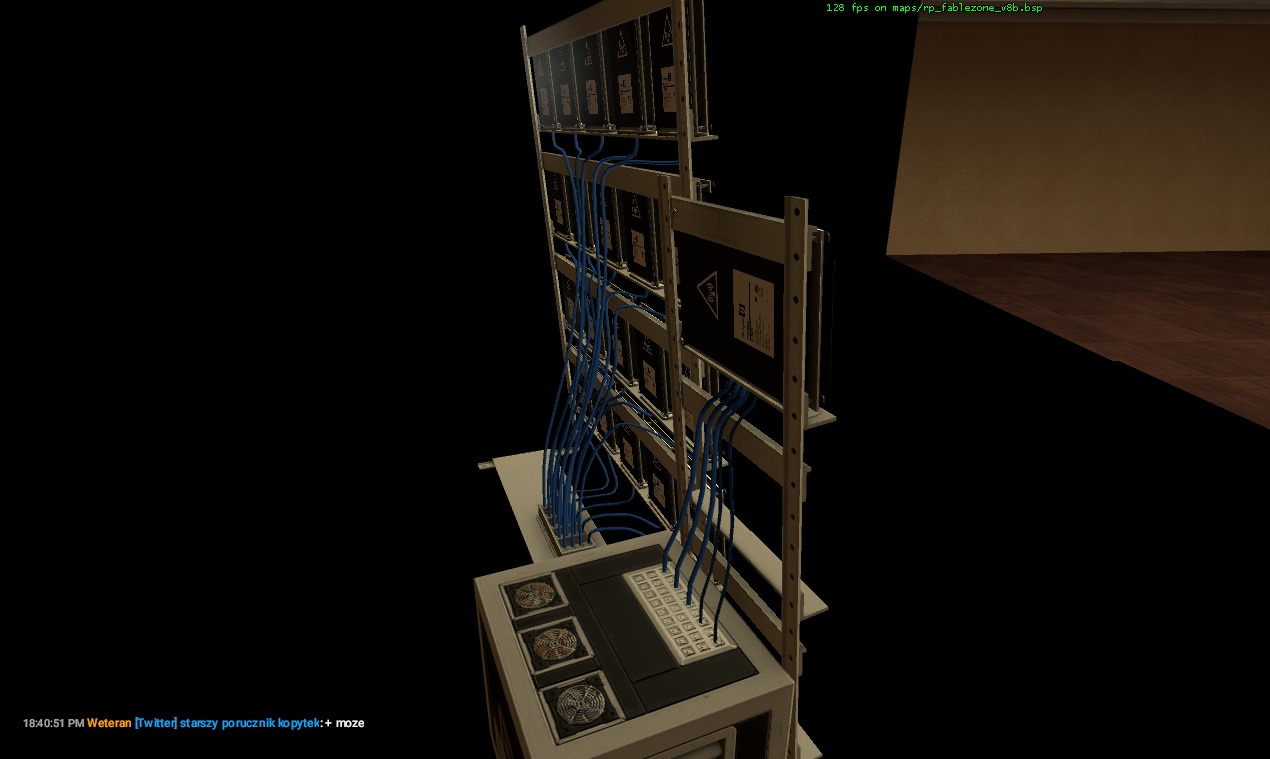 128 fps on maps/rp_fablezone_v8b.bsp
18:40:51 PM Weteran [Twitter] starszy porucznik kopytek: + moze